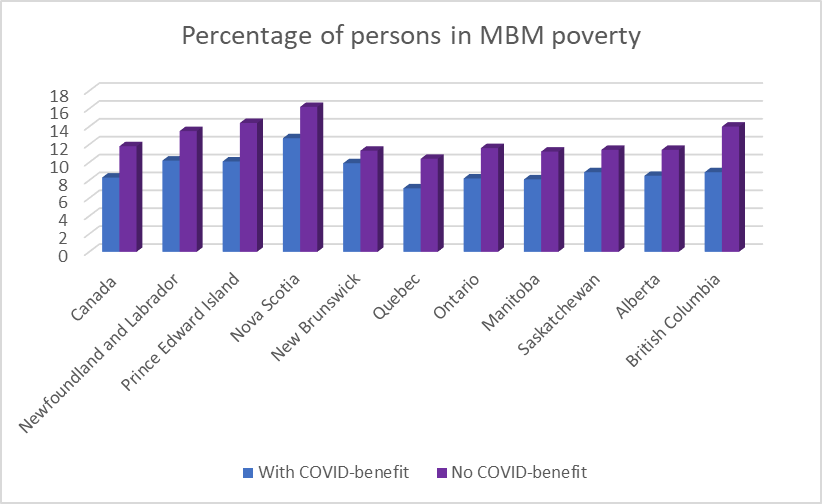 Percentage of persons in MBM poverty
18
16
14
12
10
8
6
4
2
0
Canada
Newfoundland and Labrador
Prince Edward Island
Nova Scotia
New Brunswick
Quebec
Ontario
Manitoba
Saskatchewan
Alberta
British Columbia
With COVID-benefit No COVID-benefit